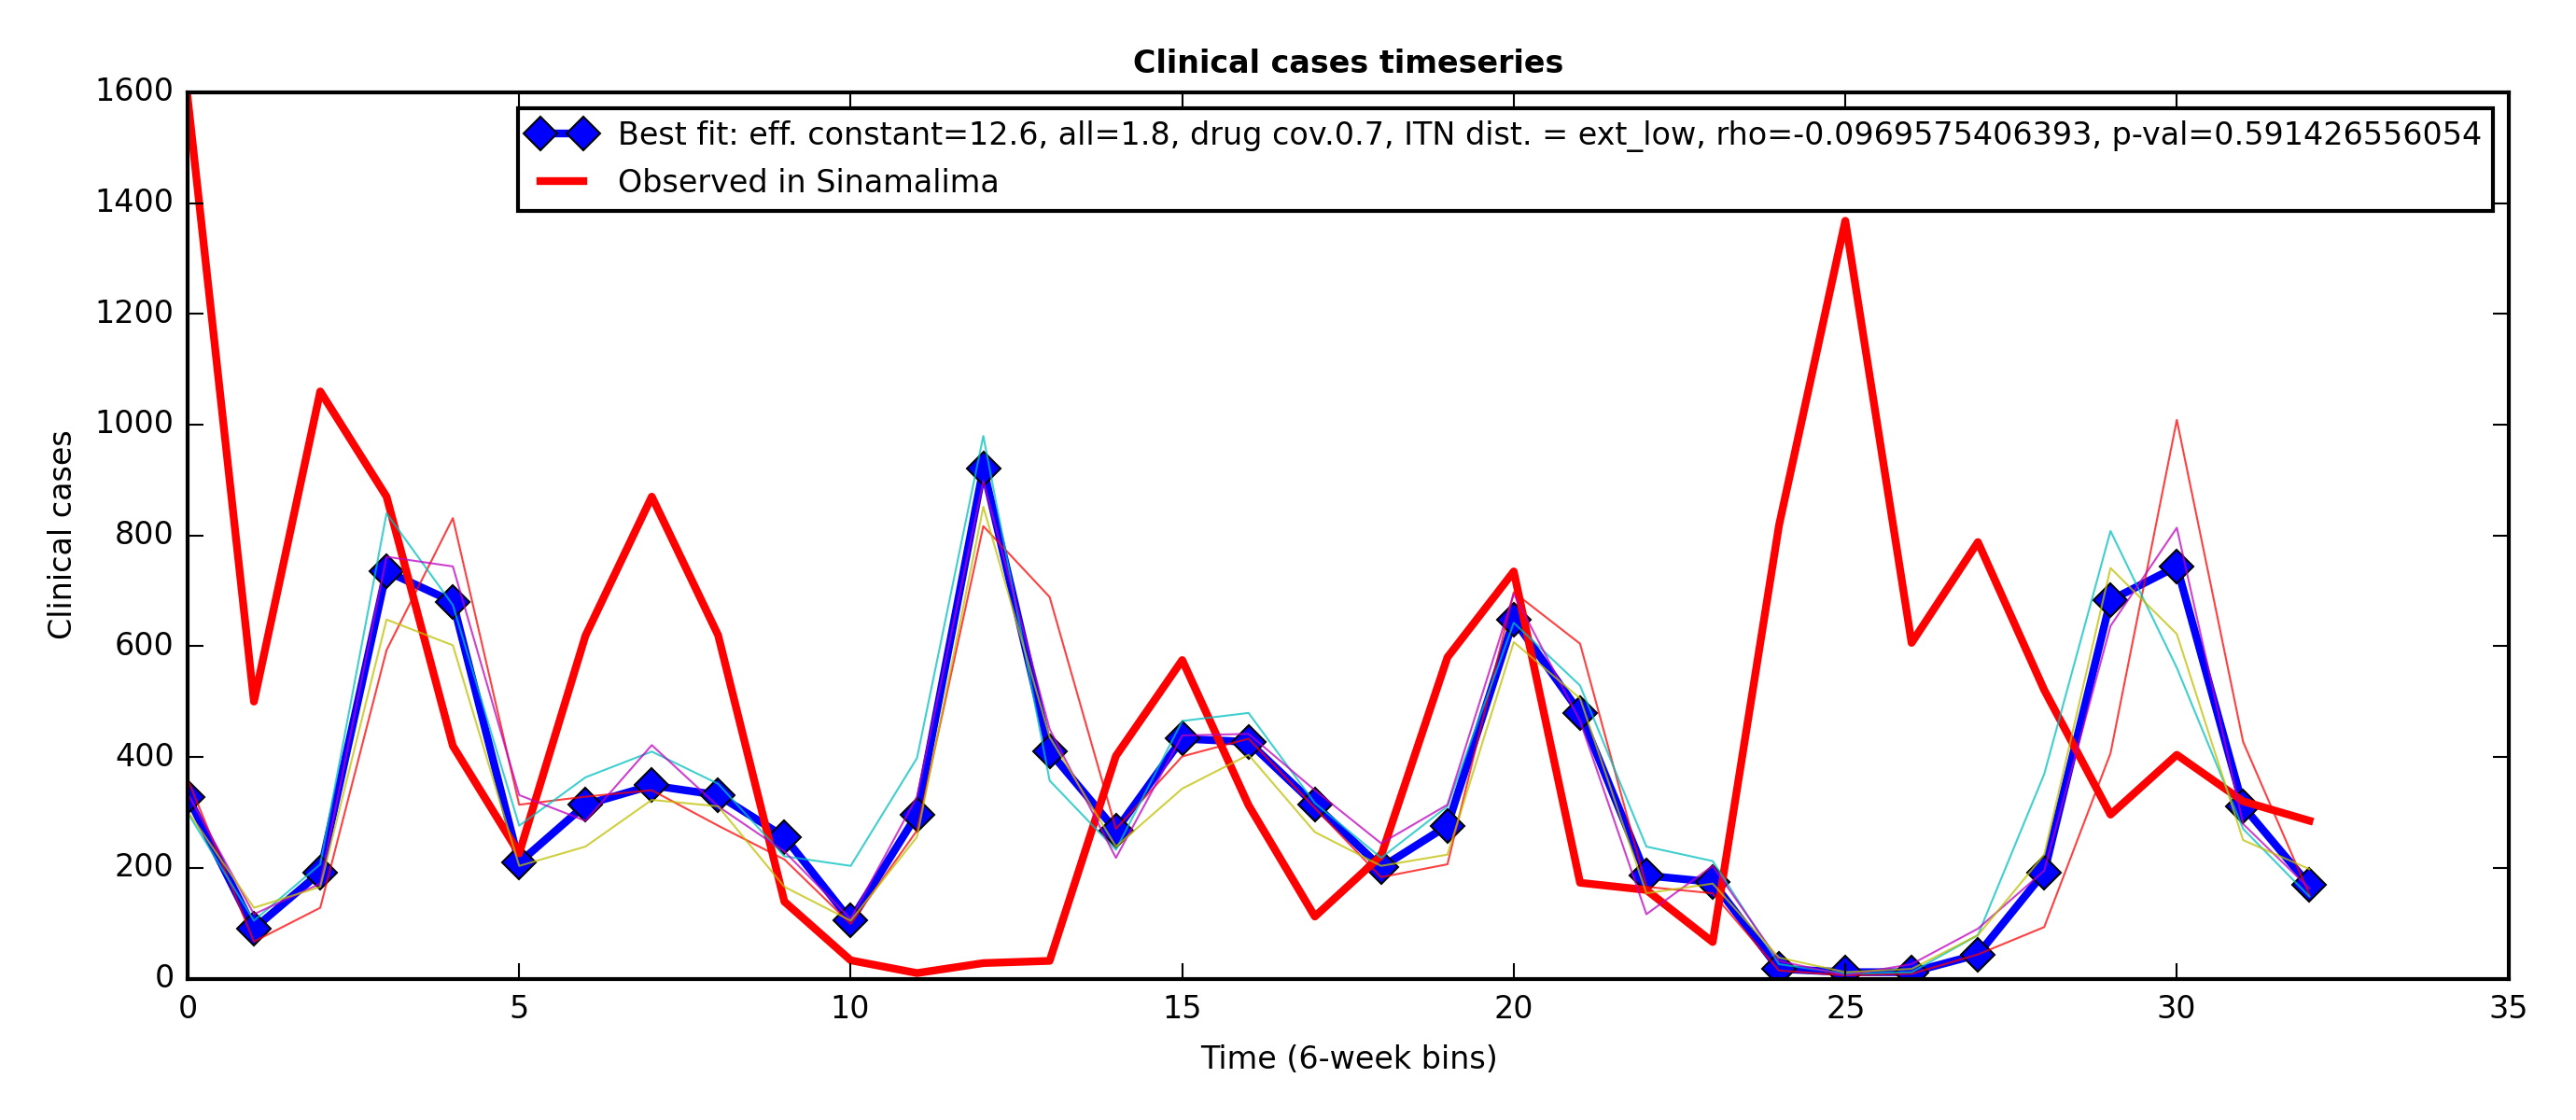 Clinical cases timeseries
Best fit: eff. constant=12.6, all=1.8, drug cov.0.7, ITN dist. = ext_low, rho=-0.0969575406393, p-val=0.591426556054
Observed in Sinamalima
1600
1400
1200
1000
800
600
400
200
0
Clinical cases
0 5 10 15 20 25 30 35
Time (6-week bins)